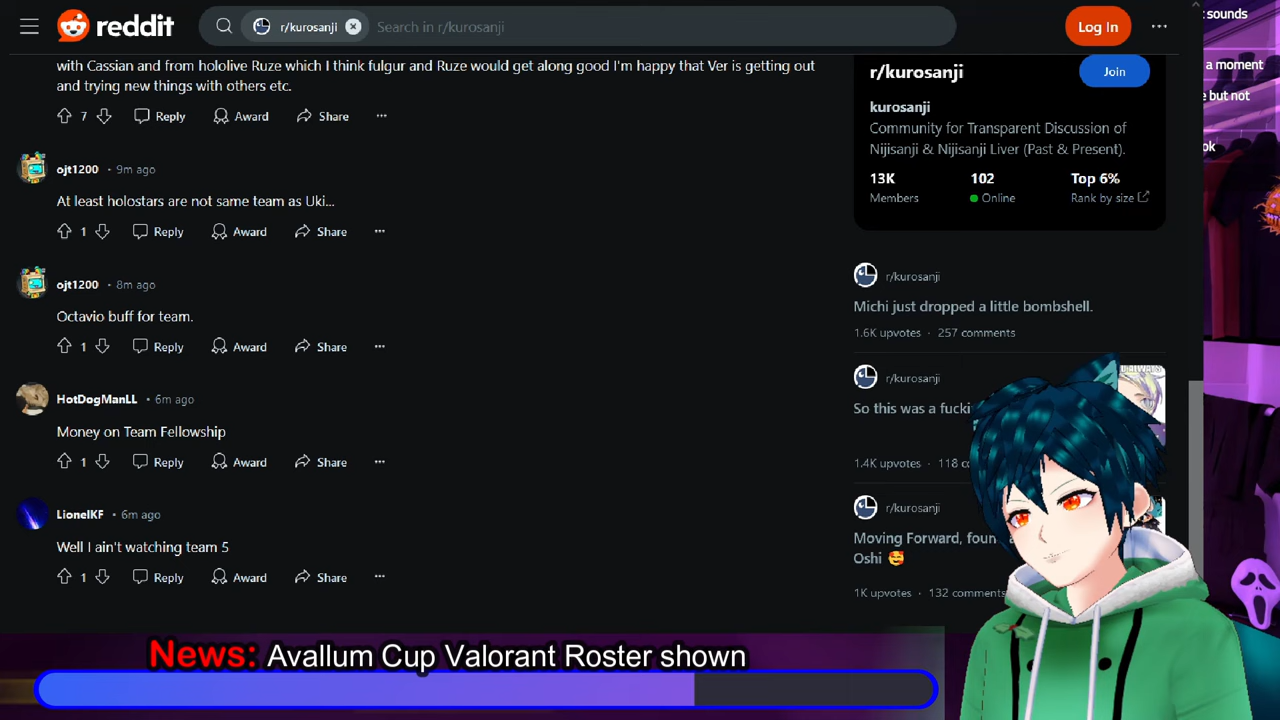 reddit
r/kurosanji
Search in r/kurosanji
Log In
sounds
a moment
e but not
ok
with Cassian and from hololive Ruze which I think fulgur and Ruze would get along good I'm happy that Ver is getting out
and trying new things with others etc.
7 Reply Award Share
ojt1200 • 9m ago
At least holostars are not same team as Uki...
1 Reply Award Share
ojt1200 • 8m ago
Octavio buff for team.
1 Reply Award Share
HotDogManLL • 6m ago
Money on Team Fellowship
1 Reply Award Share
LionelKF • 6m ago
Well I ain't watching team 5
1 Reply Award Share
r/kurosanji
Join
kurosanji
Community for Transparent Discussion of
Nijisanji & Nijisanji Liver (Past & Present).
13K 102 Top 6%
Members Online Rank by size
r/kurosanji
Michi just dropped a little bombshell.
1.6K upvotes • 257 comments
r/kurosanji
So this was a fucki
1.4K upvotes • 118 co
r/kurosanji
Moving Forward, foun
Oshi 🥰
1K upvotes • 132 comments
News: Avallum Cup Valorant Roster shown